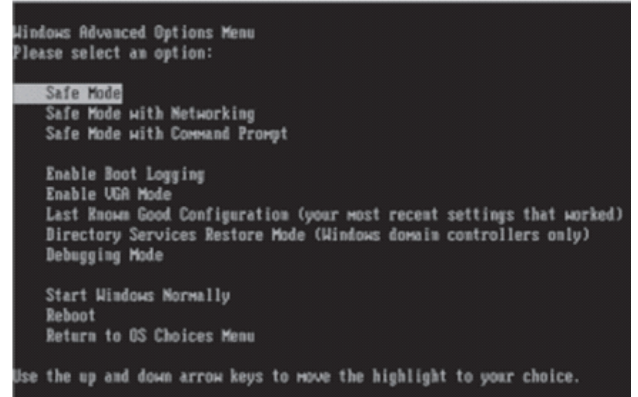 Windows Advanced Options Menu
Please select an option:
Safe Mode
Safe Mode with Networking
Safe Mode with Command Prompt
Enable Boot Logging
Enable VGA Mode
Last Known Good Configuration (your most recent settings that worked)
Directory Services Restore Mode (Windows domain controllers only)
Debugging Mode
Start Windows Normally
Reboot
Return to OS Choices Menu
Use the up and down arrow keys to move the highlight to your choice.